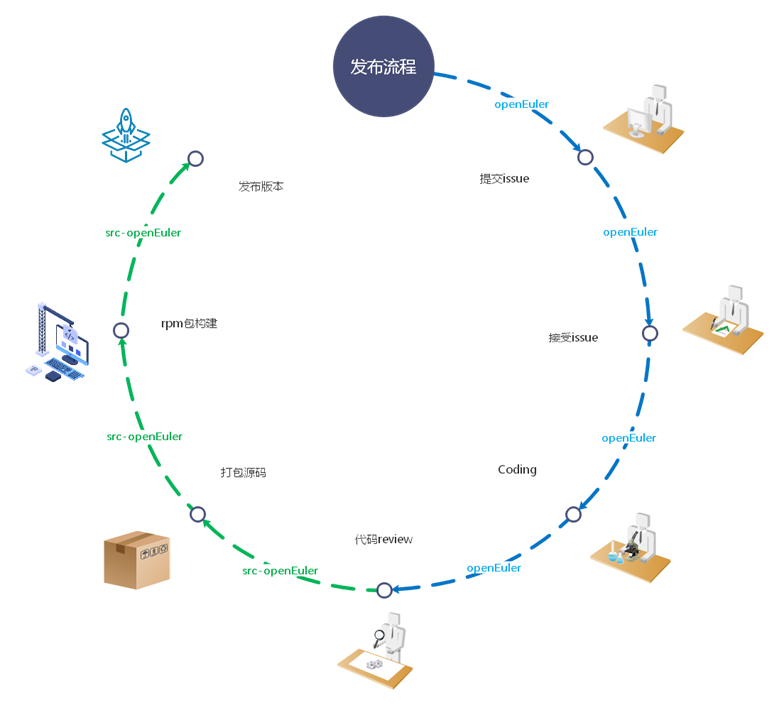 发布流程
openEuler
提交issue
openEuler
接受issue
openEuler
Coding
openEuler
代码review
src-openEuler
打包源码
src-openEuler
rpm包构建
src-openEuler
发布版本